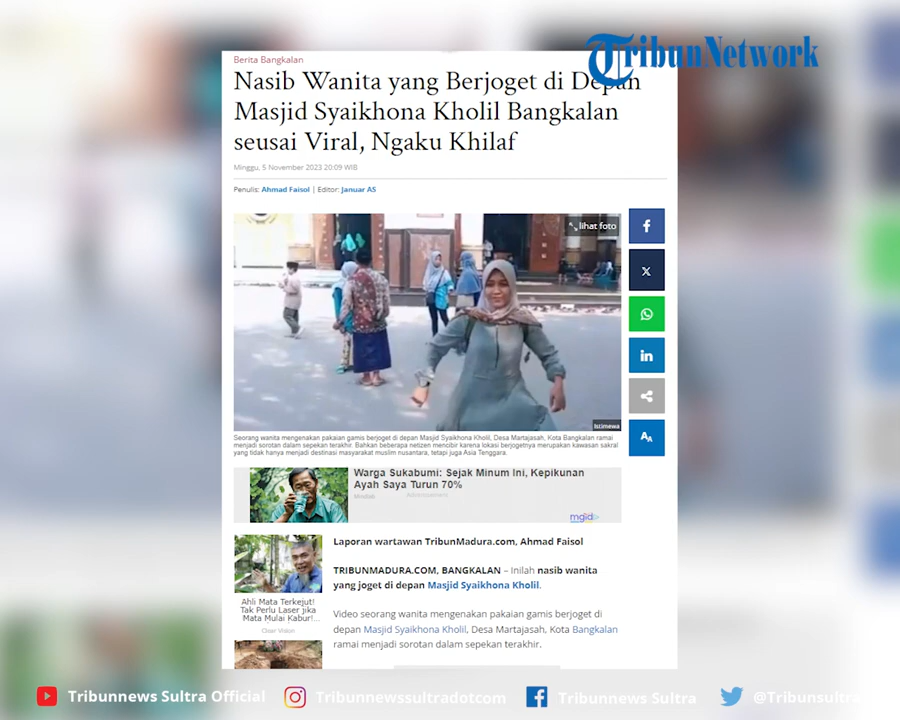 TribunNetwork
Berita Bangkalan
Nasib Wanita yang Berjoget di Depan
Masjid Syaikhona Kholil Bangkalan
seusai Viral, Ngaku Khilaf
Minggu, 5 November 2023 20:09 WIB
Penulis: Ahmad Faisol | Editor: Januar AS
lihat foto
Istimewa
Seorang wanita mengenakan pakaian gamis berjoget di depan Masjid Syaikhona Kholil, Desa Martajasah, Kota Bangkalan ramai
menjadi sorotan dalam sepekan terakhir. Bahkan beberapa netizen mencibir karena lokasi berjogetnya merupakan kawasan sakral
yang tidak hanya menjadi destinasi masyarakat muslim nusantara, tetapi juga Asia Tenggara.
Warga Sukabumi: Sejak Minum Ini, Kepikunan
Ayah Saya Turun 70%
Advertisement
mgid
Laporan wartawan TribunMadura.com, Ahmad Faisol
TRIBUNMADURA.COM, BANGKALAN – Inilah nasib wanita
yang joget di depan Masjid Syaikhona Kholil.
Ahli Mata Terkejut!
Tak Perlu Laser jika
Mata Mulai Kabur!...
Clear Vision
Video seorang wanita mengenakan pakaian gamis berjoget di
depan Masjid Syaikhona Kholil, Desa Martajasah, Kota Bangkalan
ramai menjadi sorotan dalam sepekan terakhir.
Tribunnews Sultra Official
Tribunnewssultradotcom
Tribunnews Sultra
@Tribunsultra